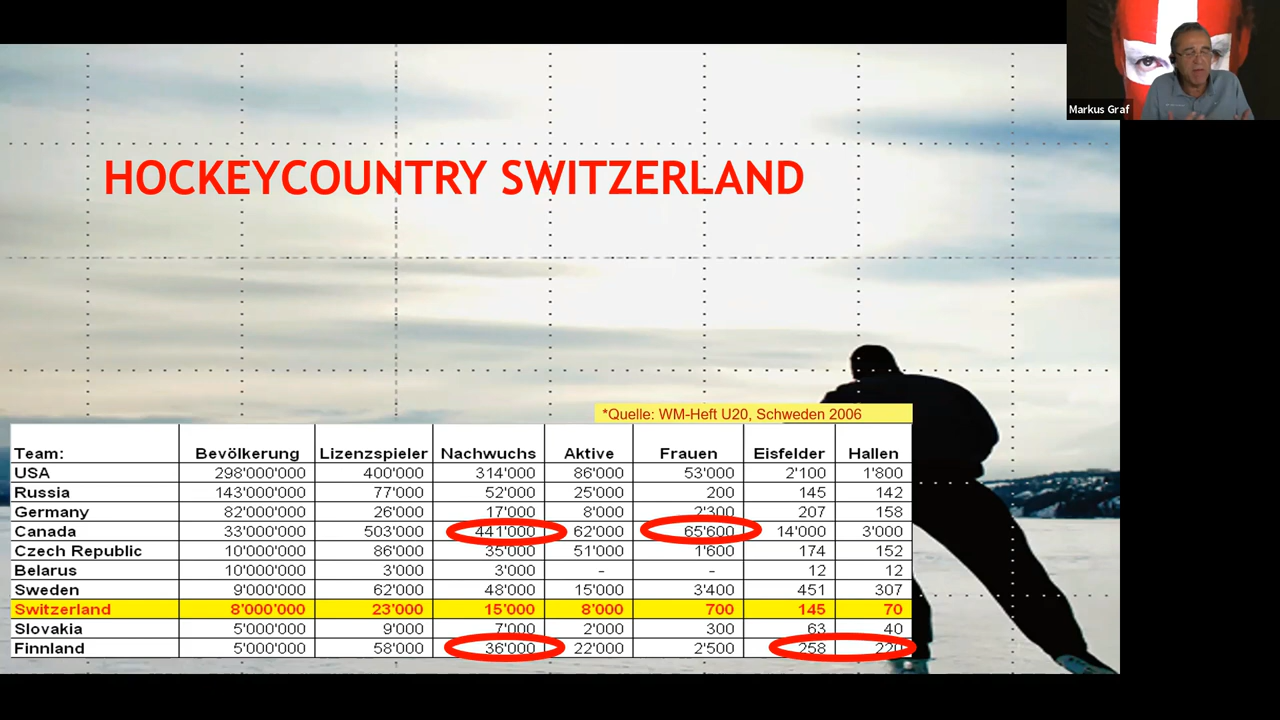 Markus Graf
HOCKEYCOUNTRY SWITZERLAND
*Quelle: WM-Heft U20, Schweden 2006
Team: Bevölkerung Lizenzspieler Nachwuchs Aktive Frauen Eisfelder Hallen
USA 298'000'000 400'000 314'000 86'000 53'000 2'100 1'800
Russia 143'000'000 77'000 52'000 25'000 200 145 142
Germany 82'000'000 26'000 17'000 8'000 2'300 207 158
Canada 33'000'000 503'000 441'000 62'000 65'600 14'000 3'000
Czech Republic 10'000'000 86'000 35'000 51'000 1'600 174 152
Belarus 10'000'000 3'000 3'000 - - 12 12
Sweden 9'000'000 62'000 48'000 15'000 3'400 451 307
Switzerland 8'000'000 23'000 15'000 8'000 700 145 70
Slovakia 5'000'000 9'000 7'000 2'000 300 63 40
Finnland 5'000'000 58'000 36'000 22'000 2'500 258 220